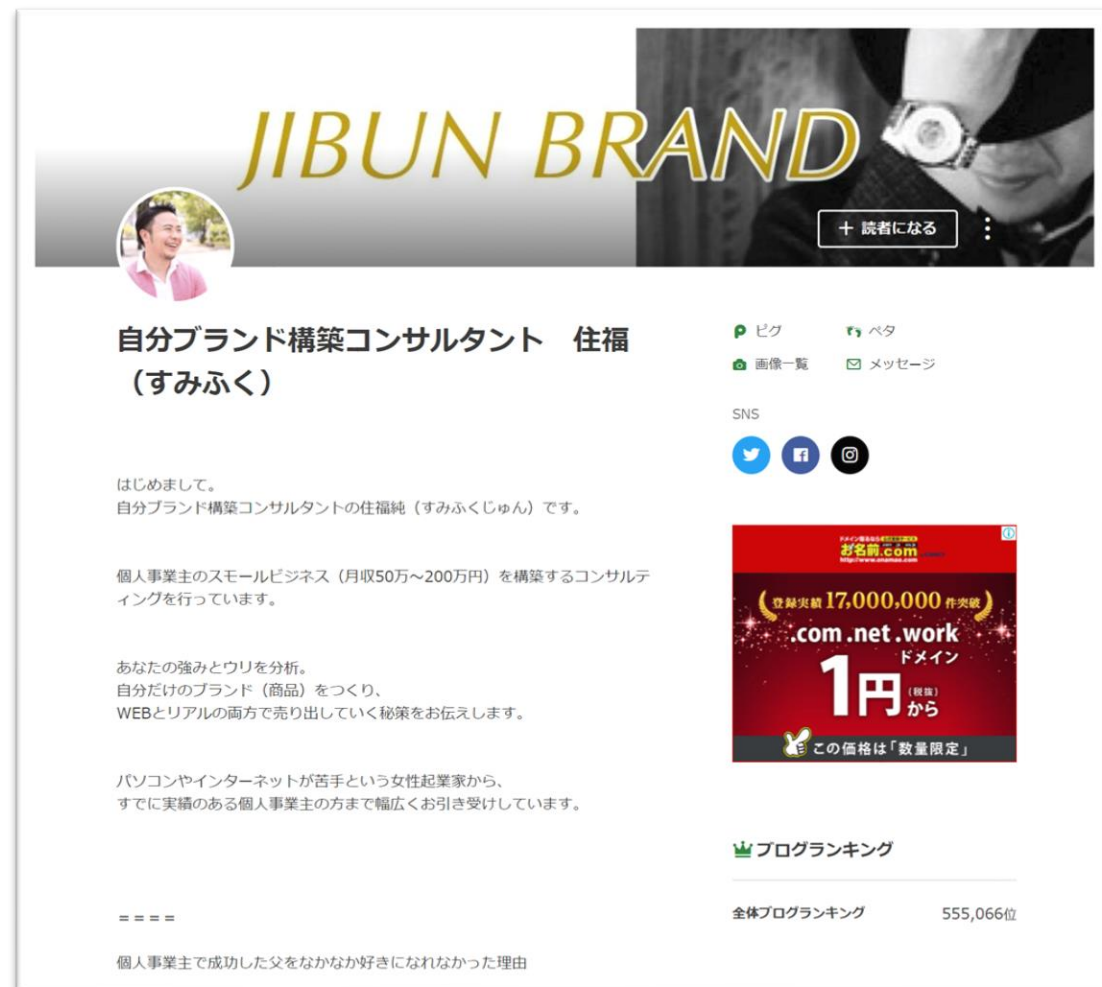 JIBUN BRAND
＋ 読者になる
自分ブランド構築コンサルタント　住福
（すみふく）
はじめまして。
自分ブランド構築コンサルタントの住福純（すみふくじゅん）です。
個人事業主のスモールビジネス（月収50万～200万円）を構築するコンサルテ
ィングを行っています。
あなたの強みとウリを分析。
自分だけのブランド（商品）をつくり、
WEBとリアルの両方で売り出していく秘策をお伝えします。
パソコンやインターネットが苦手という女性起業家から、
すでに実績のある個人事業主の方まで幅広くお引き受けしています。
＝＝＝＝
個人事業主で成功した父をなかなか好きになれなかった理由
ピグ
ペタ
画像一覧
メッセージ
SNS
お名前.com
http://www.onamae.com
登録実績 17,000,000 件突破
.com .net .work
ドメイン
1円 (税抜) から
この価格は「数量限定」
ブログランキング
全体ブログランキング 555,066位